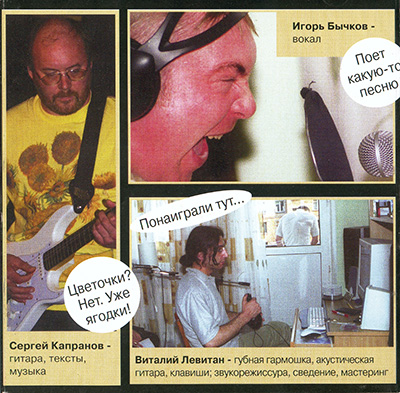 Игорь Бычков -
вокал
Поет
какую-то
песню
Понаиграли тут...
Цветочки?
Нет. Уже
ягодки!
Сергей Капранов -
гитара, тексты,
музыка
Виталий Левитан - губная гармошка, акустическая
гитара, клавиши; звукорежиссура, сведение, мастеринг